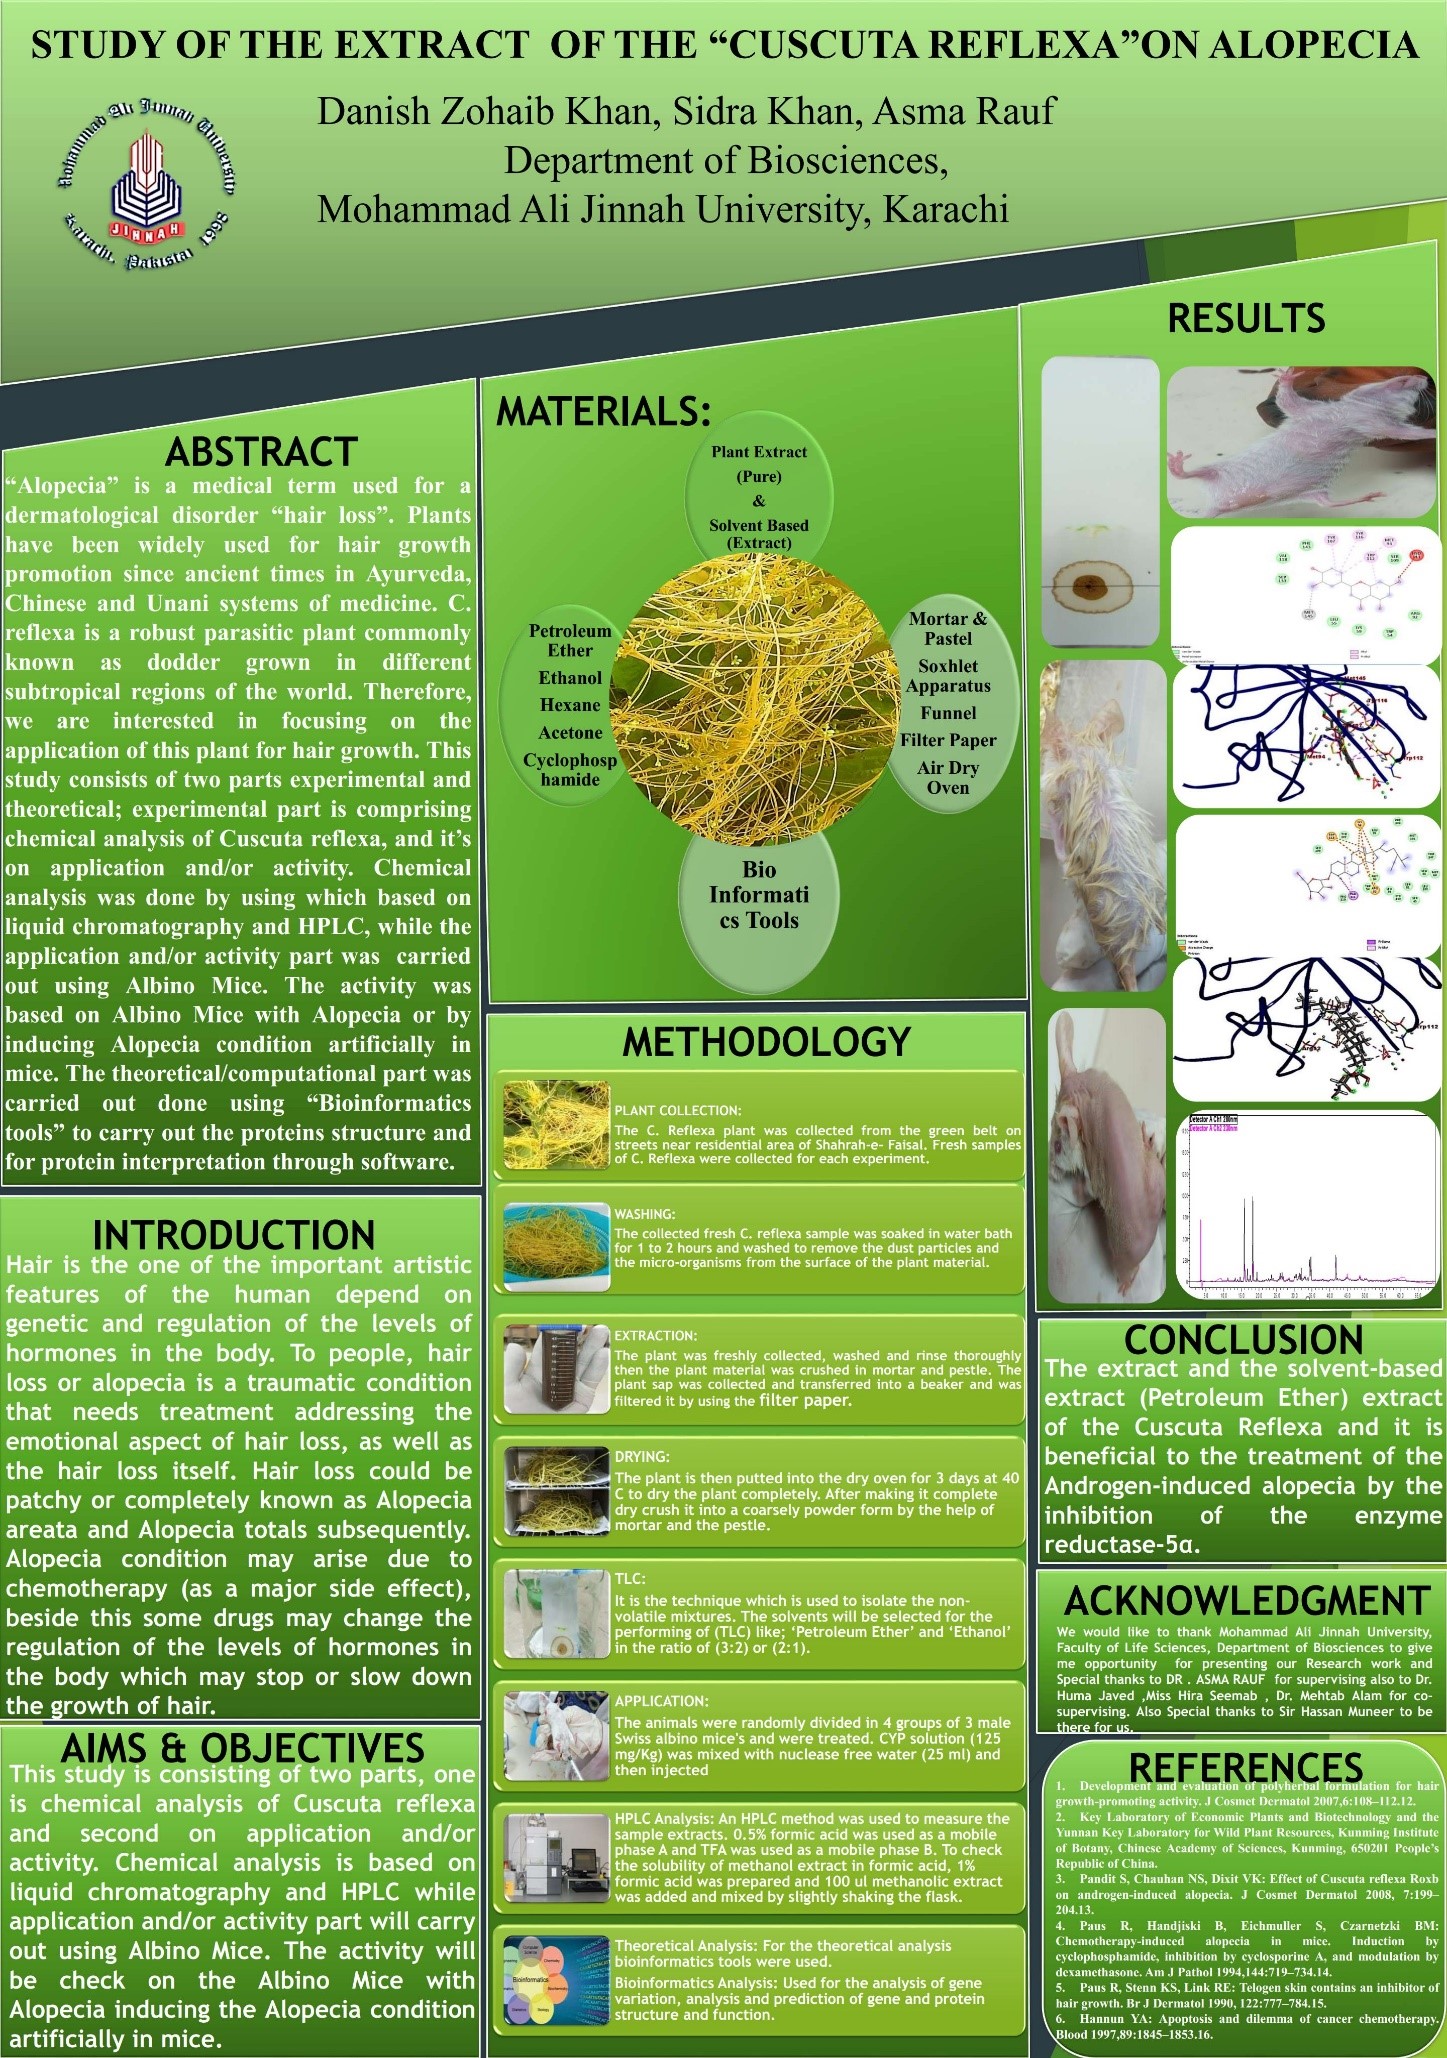 STUDY OF THE EXTRACT OF THE “CUSCUTA REFLEXA”ON ALOPECIA
Danish Zohaib Khan, Sidra Khan, Asma Rauf
Department of Biosciences,
Mohammad Ali Jinnah University, Karachi
Mohammad Ali Jinnah University,
JINNAH
Karachi, Pakistan 1998
ABSTRACT
“Alopecia” is a medical term used for a
dermatological disorder “hair loss”. Plants
have been widely used for hair growth
promotion since ancient times in Ayurveda,
Chinese and Unani systems of medicine. C.
reflexa is a robust parasitic plant commonly
known as dodder grown in different
subtropical regions of the world. Therefore,
we are interested in focusing on the
application of this plant for hair growth. This
study consists of two parts experimental and
theoretical; experimental part is comprising
chemical analysis of Cuscuta reflexa, and it’s
on application and/or activity. Chemical
analysis was done by using which based on
liquid chromatography and HPLC, while the
application and/or activity part was carried
out using Albino Mice. The activity was
based on Albino Mice with Alopecia or by
inducing Alopecia condition artificially in
mice. The theoretical/computational part was
carried out done using “Bioinformatics
tools” to carry out the proteins structure and
for protein interpretation through software.
INTRODUCTION
Hair is the one of the important artistic
features of the human depend on
genetic and regulation of the levels of
hormones in the body. To people, hair
loss or alopecia is a traumatic condition
that needs treatment addressing the
emotional aspect of hair loss, as well as
the hair loss itself. Hair loss could be
patchy or completely known as Alopecia
areata and Alopecia totals subsequently.
Alopecia condition may arise due to
chemotherapy (as a major side effect),
beside this some drugs may change the
regulation of the levels of hormones in
the body which may stop or slow down
the growth of hair.
AIMS & OBJECTIVES
This study is consisting of two parts, one
is chemical analysis of Cuscuta reflexa
and second on application and/or
activity. Chemical analysis is based on
liquid chromatography and HPLC while
application and/or activity part will carry
out using Albino Mice. The activity will
be check on the Albino Mice with
Alopecia inducing the Alopecia condition
artificially in mice.
MATERIALS:
Plant Extract
(Pure)
&
Solvent Based
(Extract)
Petroleum
Ether
Ethanol
Hexane
Acetone
Cyclophosp
hamide
Mortar &
Pastel
Soxhlet
Apparatus
Funnel
Filter Paper
Air Dry
Oven
Bio
Informati
cs Tools
METHODOLOGY
PLANT COLLECTION:
The C. Reflexa plant was collected from the green belt on
streets near residential area of Shahrah-e- Faisal. Fresh samples
of C. Reflexa were collected for each experiment.
WASHING:
The collected fresh C. reflexa sample was soaked in water bath
for 1 to 2 hours and washed to remove the dust particles and
the micro-organisms from the surface of the plant material.
EXTRACTION:
The plant was freshly collected, washed and rinse thoroughly
then the plant material was crushed in mortar and pestle. The
plant sap was collected and transferred into a beaker and was
filtered it by using the filter paper.
DRYING:
The plant is then putted into the dry oven for 3 days at 40
C to dry the plant completely. After making it complete
dry crush it into a coarsely powder form by the help of
mortar and the pestle.
TLC:
It is the technique which is used to isolate the non-
volatile mixtures. The solvents will be selected for the
performing of (TLC) like; ‘Petroleum Ether’ and ‘Ethanol’
in the ratio of (3:2) or (2:1).
APPLICATION:
The animals were randomly divided in 4 groups of 3 male
Swiss albino mice's and were treated. CYP solution (125
mg/Kg) was mixed with nuclease free water (25 ml) and
then injected
HPLC Analysis: An HPLC method was used to measure the
sample extracts. 0.5% formic acid was used as a mobile
phase A and TFA was used as a mobile phase B. To check
the solubility of methanol extract in formic acid, 1%
formic acid was prepared and 100 ul methanolic extract
was added and mixed by slightly shaking the flask.
Bioinformatics
Theoretical Analysis: For the theoretical analysis
bioinformatics tools were used.
Bioinformatics Analysis: Used for the analysis of gene
variation, analysis and prediction of gene and protein
structure and function.
RESULTS
Trp112
Detector A Ch1 280nm
Detector A Ch2 330nm
CONCLUSION
The extract and the solvent-based
extract (Petroleum Ether) extract
of the Cuscuta Reflexa and it is
beneficial to the treatment of the
Androgen-induced alopecia by the
inhibition of the enzyme
reductase-5α.
ACKNOWLEDGMENT
We would like to thank Mohammad Ali Jinnah University,
Faculty of Life Sciences, Department of Biosciences to give
me opportunity for presenting our Research work and
Special thanks to DR . ASMA RAUF for supervising also to Dr.
Huma Javed ,Miss Hira Seemab , Dr. Mehtab Alam for co-
supervising. Also Special thanks to Sir Hassan Muneer to be
there for us.
REFERENCES
1. Development and evaluation of polyherbal formulation for hair
growth-promoting activity. J Cosmet Dermatol 2007,6:108–112.12.
2. Key Laboratory of Economic Plants and Biotechnology and the
Yunnan Key Laboratory for Wild Plant Resources, Kunming Institute
of Botany, Chinese Academy of Sciences, Kunming, 650201 People’s
Republic of China.
3. Pandit S, Chauhan NS, Dixit VK: Effect of Cuscuta reflexa Roxb
on androgen-induced alopecia. J Cosmet Dermatol 2008, 7:199–
204.13.
4. Paus R, Handjiski B, Eichmuller S, Czarnetzki BM:
Chemotherapy-induced alopecia in mice. Induction by
cyclophosphamide, inhibition by cyclosporine A, and modulation by
dexamethasone. Am J Pathol 1994,144:719–734.14.
5. Paus R, Stenn KS, Link RE: Telogen skin contains an inhibitor of
hair growth. Br J Dermatol 1990, 122:777–784.15.
6. Hannun YA: Apoptosis and dilemma of cancer chemotherapy.
Blood 1997,89:1845–1853.16.